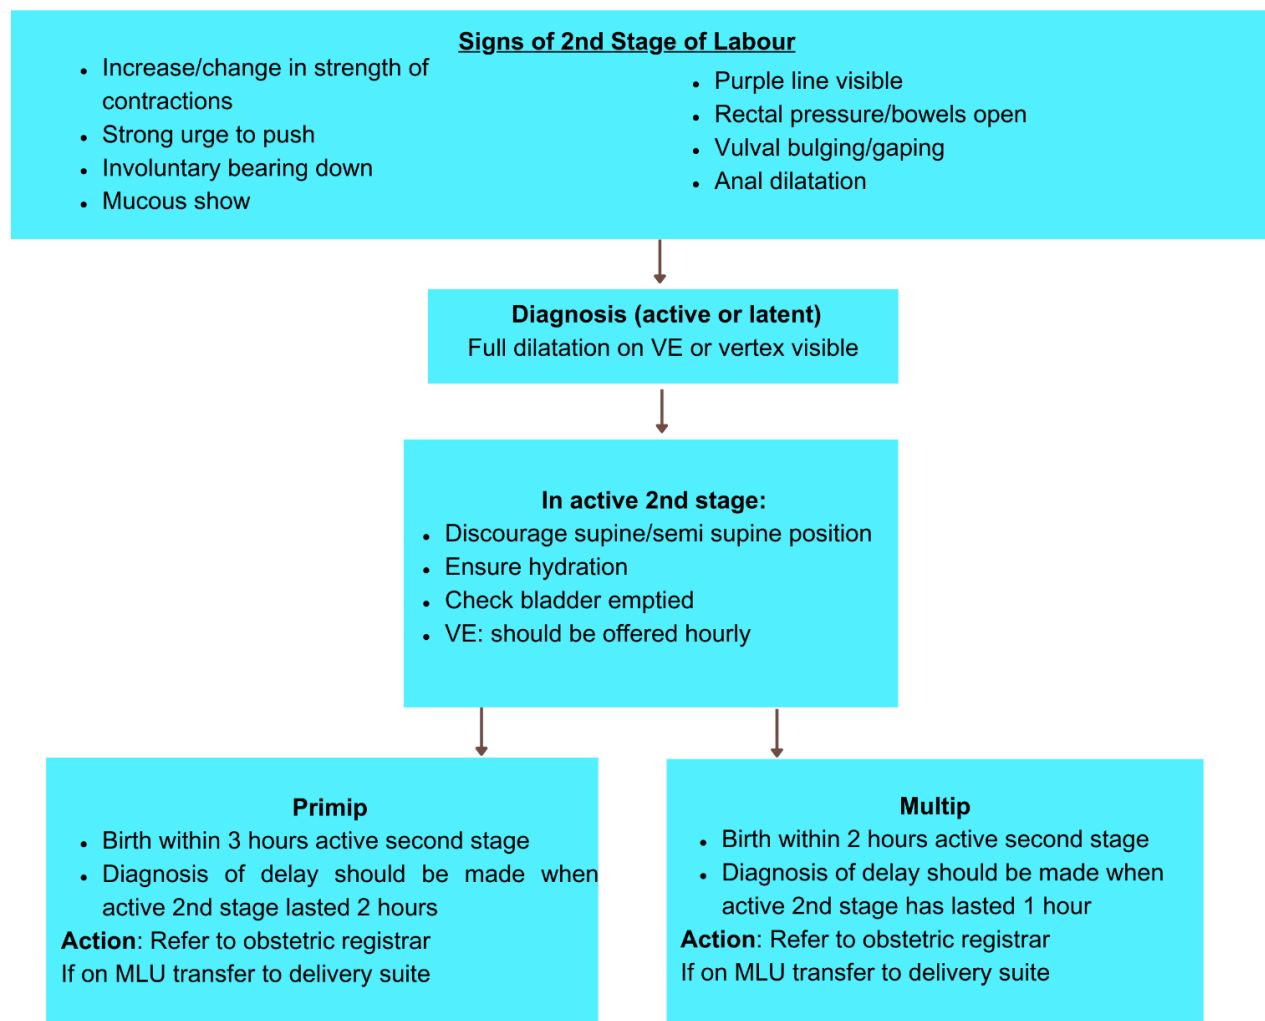 Signs of 2nd Stage of Labour
• Increase/change in strength of
contractions
• Strong urge to push
• Involuntary bearing down
• Mucous show
• Purple line visible
• Rectal pressure/bowels open
• Vulval bulging/gaping
• Anal dilatation
Diagnosis (active or latent)
Full dilatation on VE or vertex visible
In active 2nd stage:
• Discourage supine/semi supine position
• Ensure hydration
• Check bladder emptied
• VE: should be offered hourly
Primip
• Birth within 3 hours active second stage
• Diagnosis of delay should be made when
active 2nd stage lasted 2 hours
Action: Refer to obstetric registrar
If on MLU transfer to delivery suite
Multip
• Birth within 2 hours active second stage
• Diagnosis of delay should be made when
active 2nd stage has lasted 1 hour
Action: Refer to obstetric registrar
If on MLU transfer to delivery suite